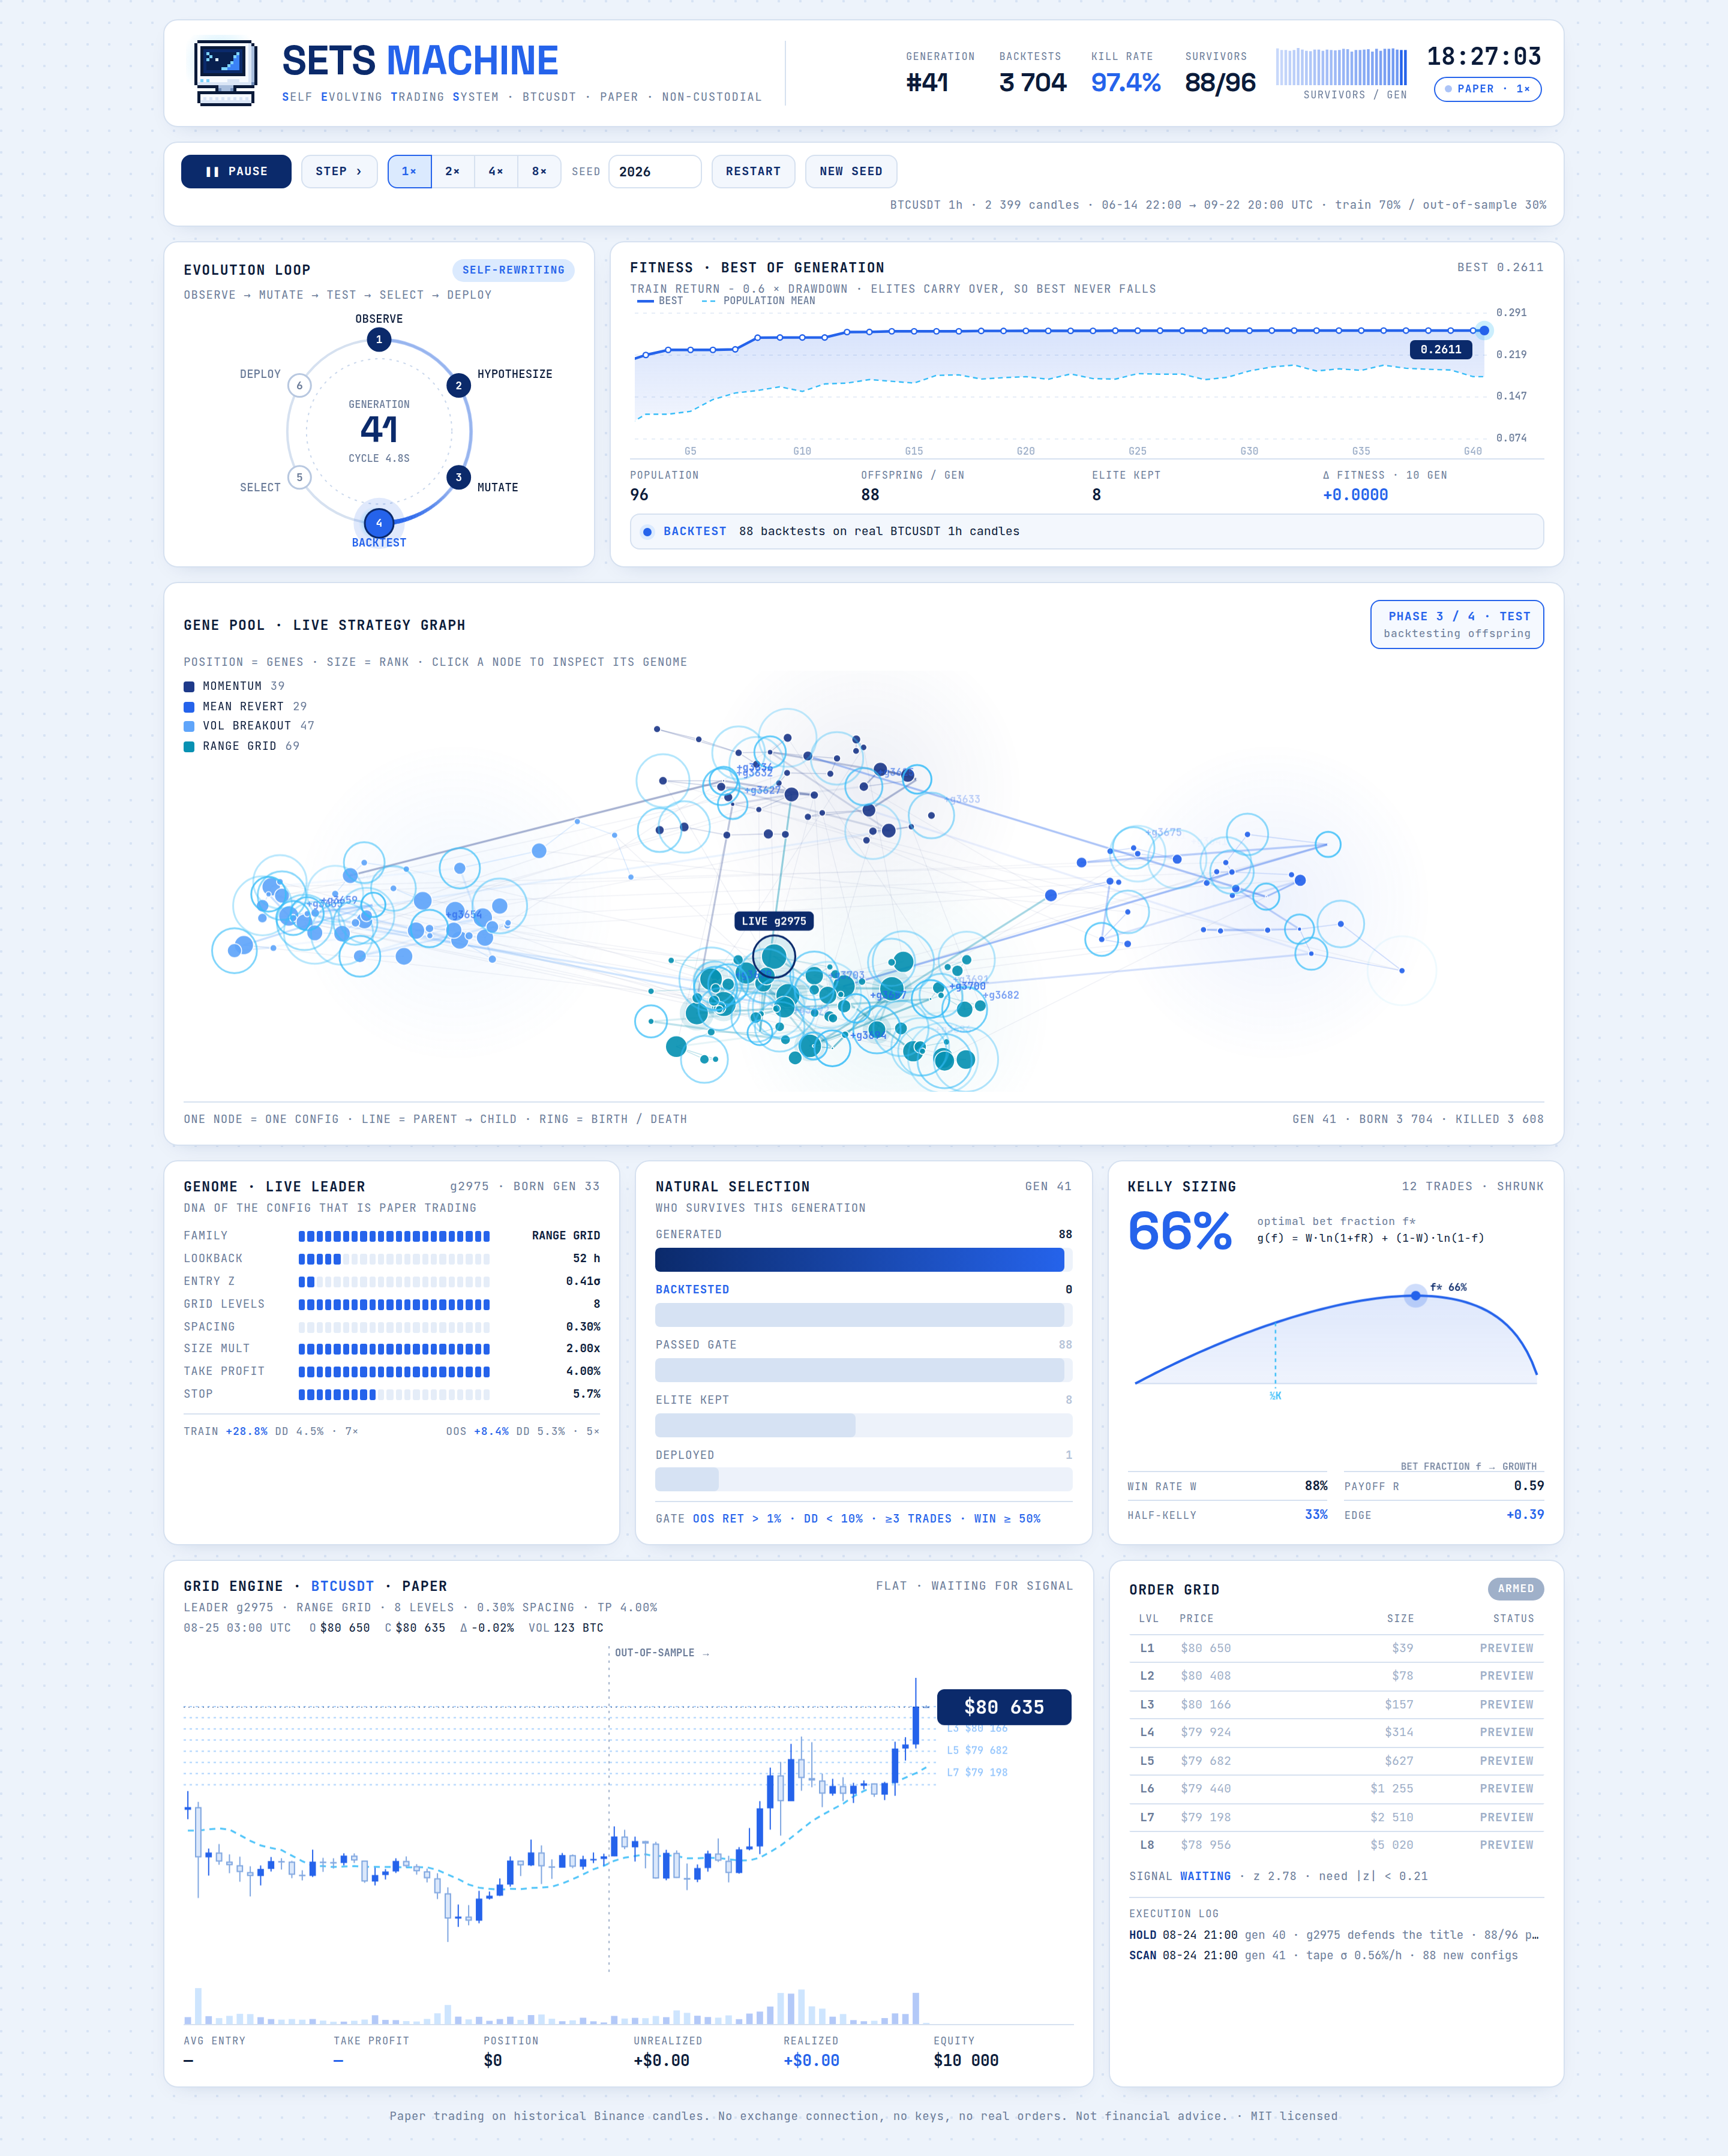 SETS MACHINE
SELF EVOLVING TRADING SYSTEM · BTCUSDT · PAPER · NON-CUSTODIAL
GENERATION
#41
BACKTESTS
3 704
KILL RATE
97.4%
SURVIVORS
88/96
SURVIVORS / GEN
18:27:03
PAPER · 1×
PAUSE
STEP ›
1×
2×
4×
8×
SEED
2026
RESTART
NEW SEED
BTCUSDT 1h · 2 399 candles · 06-14 22:00 → 09-22 20:00 UTC · train 70% / out-of-sample 30%
EVOLUTION LOOP
SELF-REWRITING
OBSERVE → MUTATE → TEST → SELECT → DEPLOY
OBSERVE
1
DEPLOY
6
2
HYPOTHESIZE
GENERATION
41
CYCLE 4.8S
SELECT
5
3
MUTATE
4
BACKTEST
FITNESS · BEST OF GENERATION
BEST 0.2611
TRAIN RETURN - 0.6 × DRAWDOWN · ELITES CARRY OVER, SO BEST NEVER FALLS
BEST
POPULATION MEAN
0.291
0.2611
0.219
0.147
0.074
G5
G10
G15
G20
G25
G30
G35
G40
POPULATION
96
OFFSPRING / GEN
88
ELITE KEPT
8
Δ FITNESS · 10 GEN
+0.0000
BACKTEST 88 backtests on real BTCUSDT 1h candles
GENE POOL · LIVE STRATEGY GRAPH
PHASE 3 / 4 · TEST
backtesting offspring
POSITION = GENES · SIZE = RANK · CLICK A NODE TO INSPECT ITS GENOME
MOMENTUM 39
MEAN REVERT 29
VOL BREAKOUT 47
RANGE GRID 69
+g3632
+g3627
+g3633
+g3675
+g3654
LIVE g2975
+g3700
+g3682
ONE NODE = ONE CONFIG · LINE = PARENT → CHILD · RING = BIRTH / DEATH
GEN 41 · BORN 3 704 · KILLED 3 608
GENOME · LIVE LEADER
g2975 · BORN GEN 33
DNA OF THE CONFIG THAT IS PAPER TRADING
FAMILY RANGE GRID
LOOKBACK 52 h
ENTRY Z 0.41σ
GRID LEVELS 8
SPACING 0.30%
SIZE MULT 2.00x
TAKE PROFIT 4.00%
STOP 5.7%
TRAIN +28.8% DD 4.5% · 7×
OOS +8.4% DD 5.3% · 5×
NATURAL SELECTION
GEN 41
WHO SURVIVES THIS GENERATION
GENERATED 88
BACKTESTED 0
PASSED GATE 88
ELITE KEPT 8
DEPLOYED 1
GATE OOS RET > 1% · DD < 10% · ≥3 TRADES · WIN ≥ 50%
KELLY SIZING
12 TRADES · SHRUNK
66%
optimal bet fraction f*
g(f) = W·ln(1+fR) + (1-W)·ln(1-f)
f* 66%
½K
BET FRACTION f → GROWTH
WIN RATE W 88%
PAYOFF R 0.59
HALF-KELLY 33%
EDGE +0.39
GRID ENGINE · BTCUSDT · PAPER
FLAT · WAITING FOR SIGNAL
LEADER g2975 · RANGE GRID · 8 LEVELS · 0.30% SPACING · TP 4.00%
08-25 03:00 UTC O $80 650 C $80 635 Δ -0.02% VOL 123 BTC
OUT-OF-SAMPLE →
$80 635
L3 $80 166
L5 $79 682
L7 $79 198
AVG ENTRY
—
TAKE PROFIT
—
POSITION
$0
UNREALIZED
+$0.00
REALIZED
+$0.00
EQUITY
$10 000
ORDER GRID
ARMED
LVL PRICE SIZE STATUS
L1 $80 650 $39 PREVIEW
L2 $80 408 $78 PREVIEW
L3 $80 166 $157 PREVIEW
L4 $79 924 $314 PREVIEW
L5 $79 682 $627 PREVIEW
L6 $79 440 $1 255 PREVIEW
L7 $79 198 $2 510 PREVIEW
L8 $78 956 $5 020 PREVIEW
SIGNAL WAITING · z 2.78 · need |z| < 0.21
EXECUTION LOG
HOLD 08-24 21:00 gen 40 · g2975 defends the title · 88/96 p…
SCAN 08-24 21:00 gen 41 · tape σ 0.56%/h · 88 new configs
Paper trading on historical Binance candles. No exchange connection, no keys, no real orders. Not financial advice. · MIT licensed